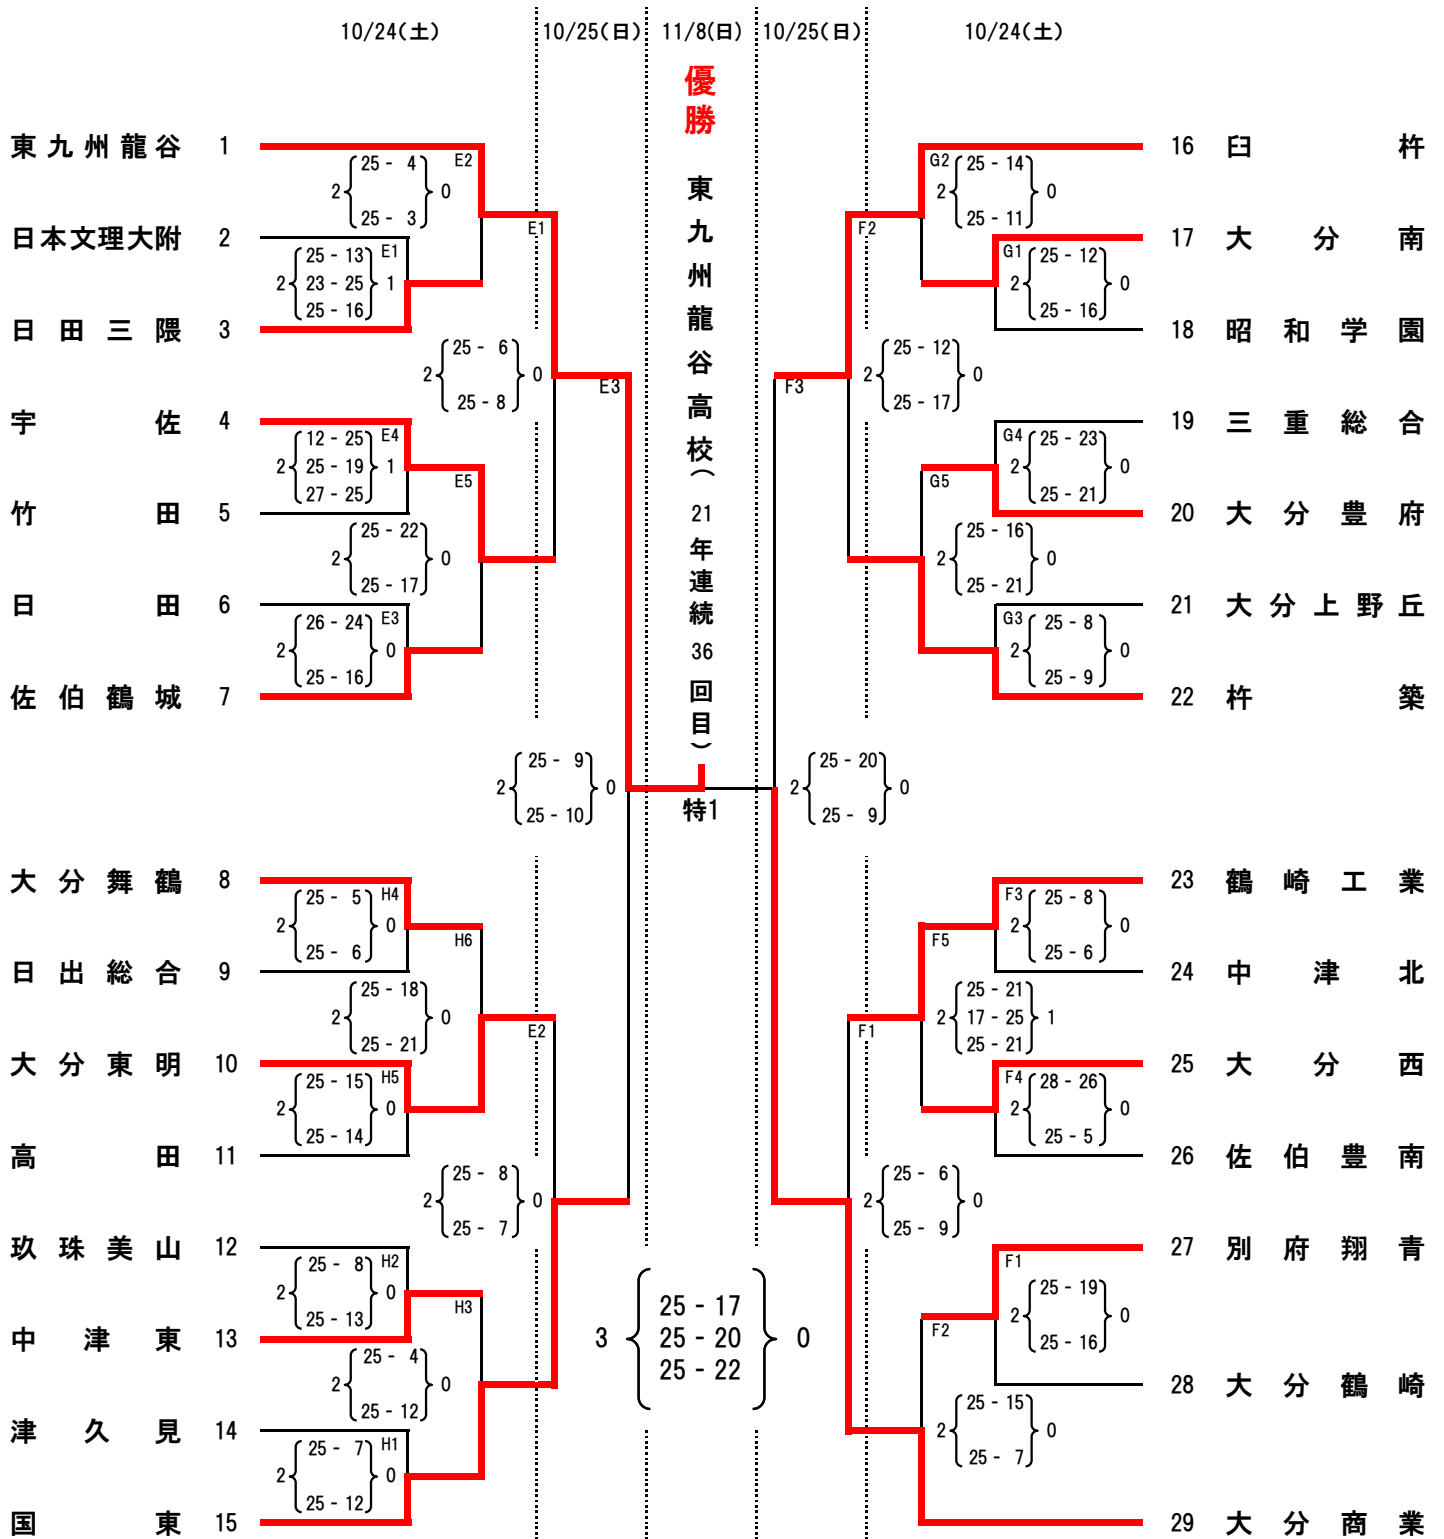 10/24(土) 10/25(日) 11/8(日) 10/25(日) 10/24(土)
優勝
東九州龍谷高校(21年連続36回目)
特1
東九州龍谷 1
E2
2 25 - 4 0
25 - 3
日本文理大附 2
E1
25 - 13
2 23 - 25 1
25 - 16
日田三隈 3
E1
2 25 - 6 0
25 - 8
E3
宇佐 4
E4
12 - 25
2 25 - 19 1
27 - 25
竹田 5
E5
2 25 - 22 0
25 - 17
日田 6
E3
2 26 - 24 0
25 - 16
佐伯鶴城 7
2 25 - 9 0
25 - 10
大分舞鶴 8
H4
2 25 - 5 0
25 - 6
日出総合 9
H6
2 25 - 18 0
25 - 21
大分東明 10
H5
2 25 - 15 0
25 - 14
高田 11
E2
2 25 - 8 0
25 - 7
玖珠美山 12
H2
2 25 - 8 0
25 - 13
中津東 13
H3
2 25 - 4 0
25 - 12
津久見 14
H1
2 25 - 7 0
25 - 12
国東 15
25 - 17
3 25 - 20 0
25 - 22
16 臼杵
G2
2 25 - 14 0
25 - 11
17 大分南
G1
2 25 - 12 0
25 - 16
18 昭和学園
F2
2 25 - 12 0
25 - 17
F3
19 三重総合
G4
2 25 - 23 0
25 - 21
20 大分豊府
G5
2 25 - 16 0
25 - 21
21 大分上野丘
G3
2 25 - 8 0
25 - 9
22 杵築
2 25 - 20 0
25 - 9
23 鶴崎工業
F3
2 25 - 8 0
25 - 6
24 中津北
F5
25 - 21
2 17 - 25 1
25 - 21
25 大分西
F4
2 28 - 26 0
25 - 5
26 佐伯豊南
F1
2 25 - 6 0
25 - 9
27 別府翔青
F1
2 25 - 19 0
25 - 16
28 大分鶴崎
F2
2 25 - 15 0
25 - 7
29 大分商業